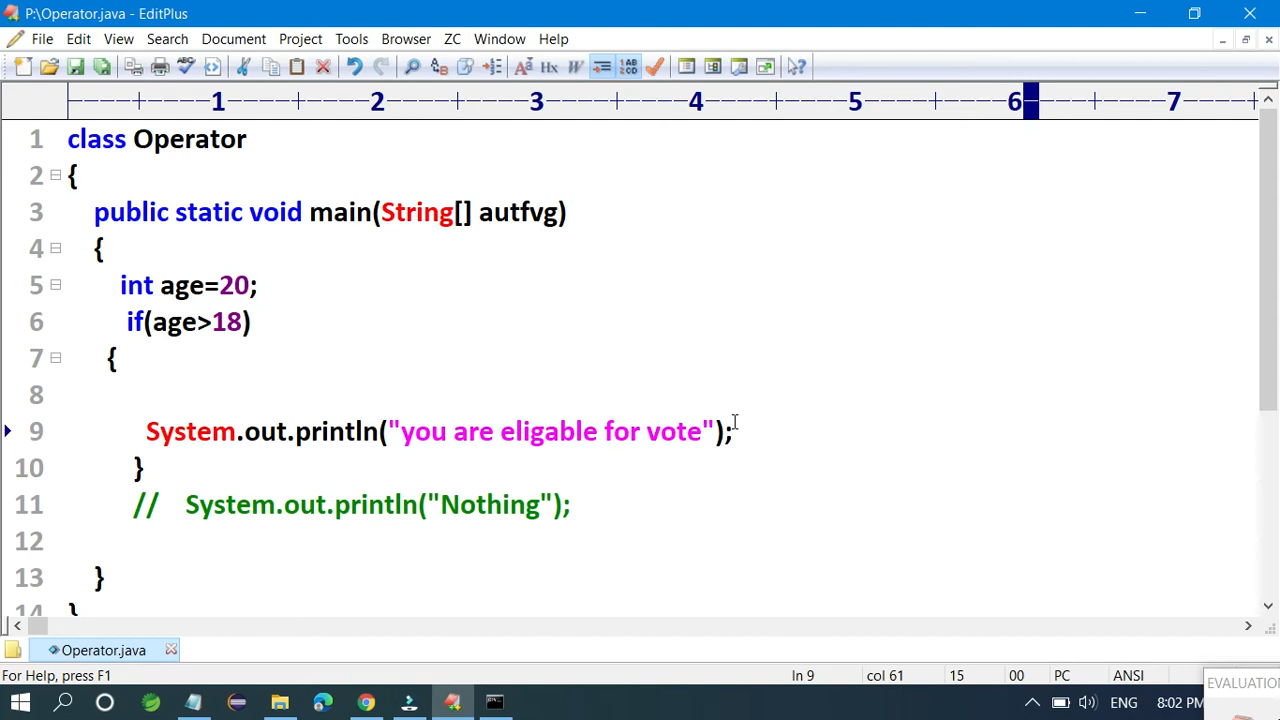 P:\Operator.java - EditPlus
File Edit View Search Document Project Tools Browser ZC Window Help
1 2 3 4 5 6 7
1 class Operator
2 {
3 public static void main(String[] autfvg)
4 {
5 int age=20;
6 if(age>18)
7 {
8
9 System.out.println("you are eligable for vote");
10 }
11 // System.out.println("Nothing");
12
13 }
14 }
Operator.java
For Help, press F1 ln 9 col 61 15 00 PC ANSI
EVALUATION
ENG 8:02 PM